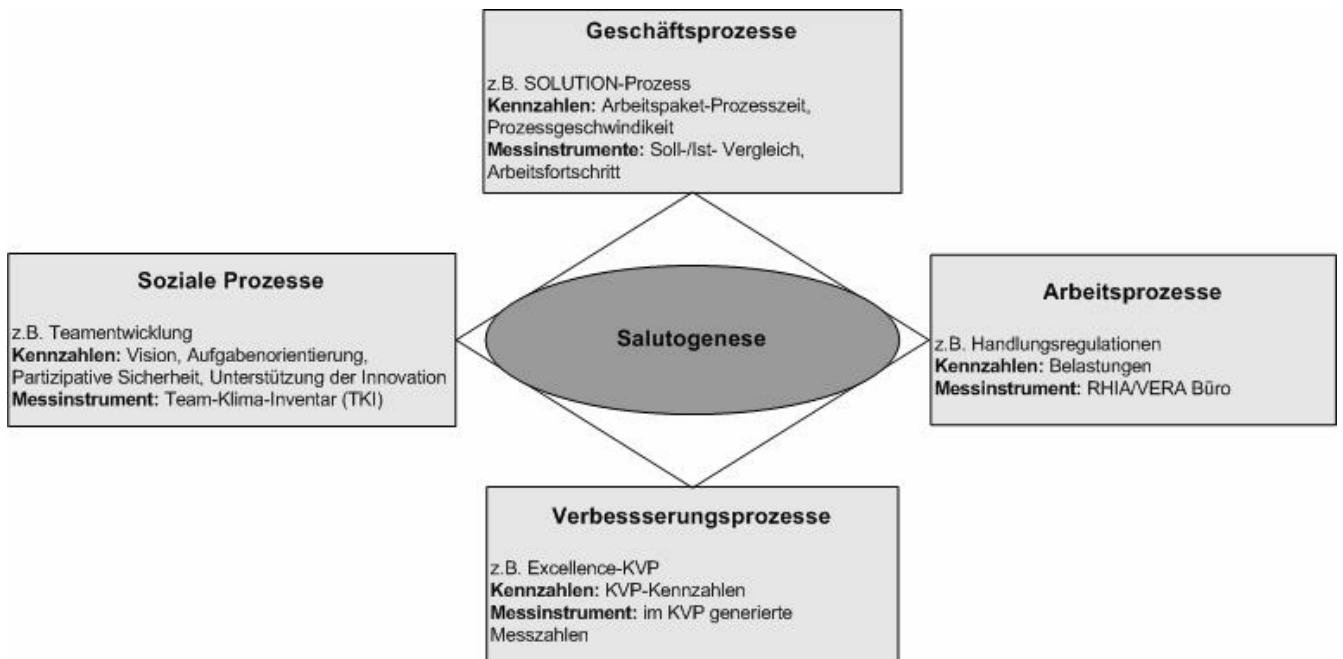 Geschäftsprozesse
z.B. SOLUTION-Prozess
Kennzahlen: Arbeitspaket-Prozesszeit,
Prozessgeschwindikeit
Messinstrumente: Soll-/Ist- Vergleich,
Arbeitsfortschritt
Soziale Prozesse
z.B. Teamentwicklung
Kennzahlen: Vision, Aufgabenorientierung,
Partizipative Sicherheit, Unterstützung der Innovation
Messinstrument: Team-Klima-Inventar (TKI)
Salutogenese
Arbeitsprozesse
z.B. Handlungsregulationen
Kennzahlen: Belastungen
Messinstrument: RHIA/VERA Büro
Verbessserungsprozesse
z.B. Excellence-KVP
Kennzahlen: KVP-Kennzahlen
Messinstrument: im KVP generierte
Messzahlen